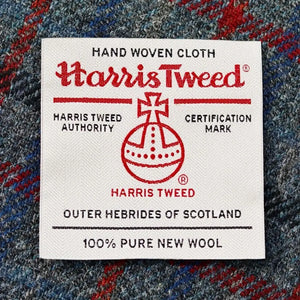 HAND WOVEN CLOTH
Harris Tweed®
HARRIS TWEED CERTIFICATION
AUTHORITY MARK
®
HARRIS TWEED
OUTER HEBRIDES OF SCOTLAND
100% PURE NEW WOOL